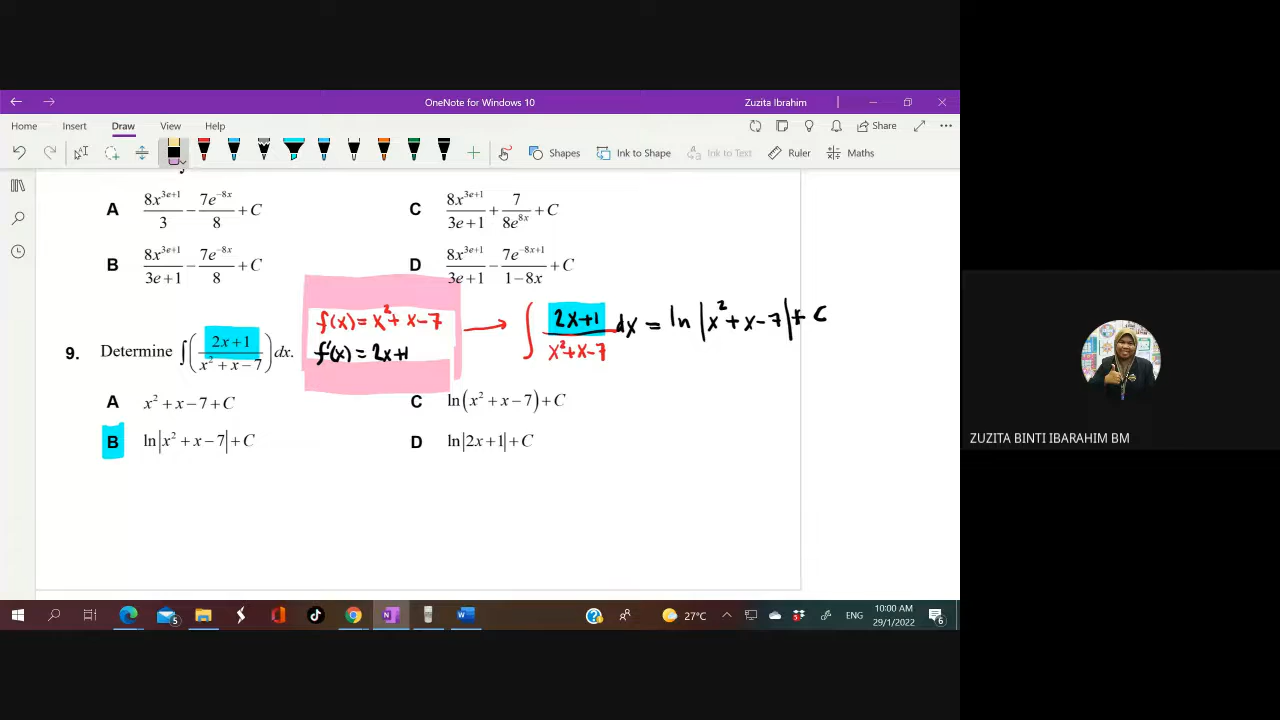 OneNote for Windows 10
Zuzita Ibrahim
Home Insert Draw View Help
Share
Shapes Ink to Shape Ink to Text Ruler Maths
A 8x^{3e+1}/3 − 7e^{−8x}/8 + C
C 8x^{3e+1}/(3e+1) + 7/(8e^{8x}) + C
B 8x^{3e+1}/(3e+1) − 7e^{−8x}/8 + C
D 8x^{3e+1}/(3e+1) − 7e^{−8x+1}/(1−8x) + C
9. Determine ∫((2x+1)/(x²+x−7)) dx.
f(x) = x² + x − 7
f'(x) = 2x+1
→ ∫ (2x+1)/(x²+x−7) dx = ln |x² + x − 7| + C
A x² + x − 7 + C
C ln(x² + x − 7) + C
B ln|x² + x − 7| + C
D ln|2x + 1| + C
ZUZITA BINTI IBARAHIM BM
5
27°C
ENG
10:00 AM
29/1/2022
6